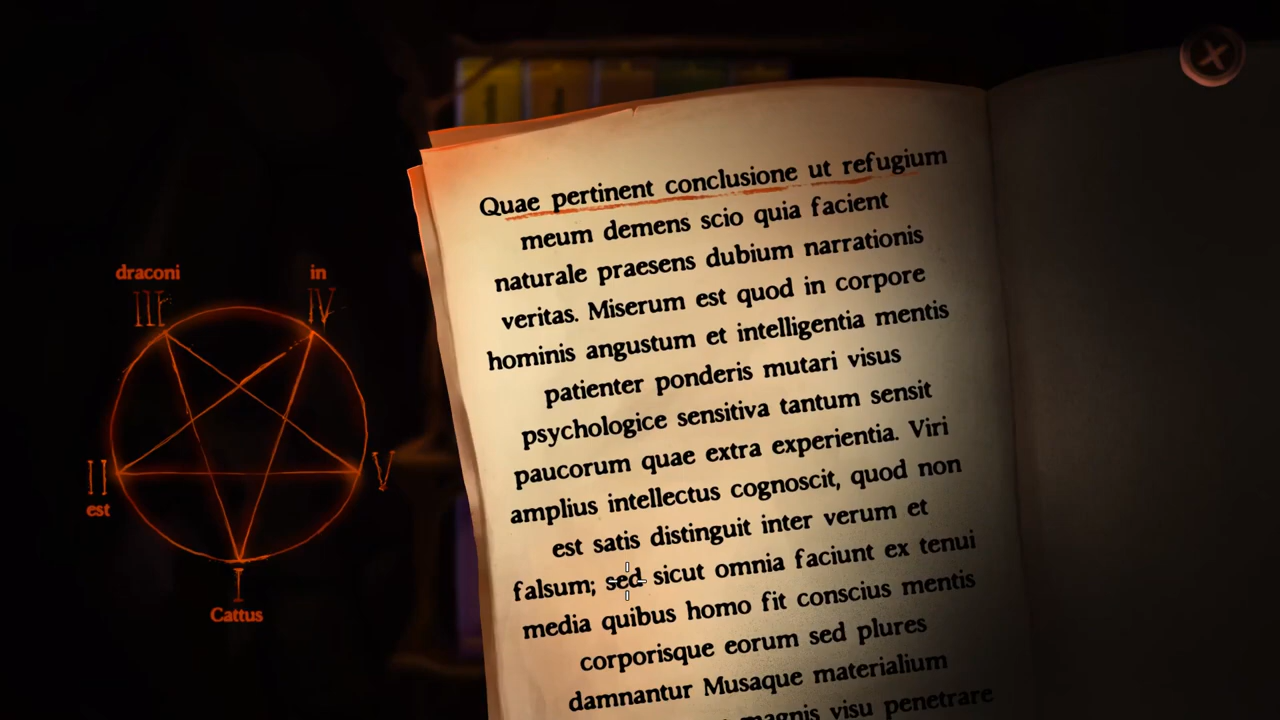 draconi
in
III
IV
II
V
est
I
Cattus
Quae pertinent conclusione ut refugium
meum demens scio quia facient
naturale praesens dubium narrationis
veritas. Miserum est quod in corpore
hominis angustum et intelligentia mentis
patienter ponderis mutari visus
psychologice sensitiva tantum sensit
paucorum quae extra experientia. Viri
amplius intellectus cognoscit, quod non
est satis distinguit inter verum et
falsum; sed sicut omnia faciunt ex tenui
media quibus homo fit conscius mentis
corporisque eorum sed plures
damnantur Musaque materialium
magnis visu penetrare